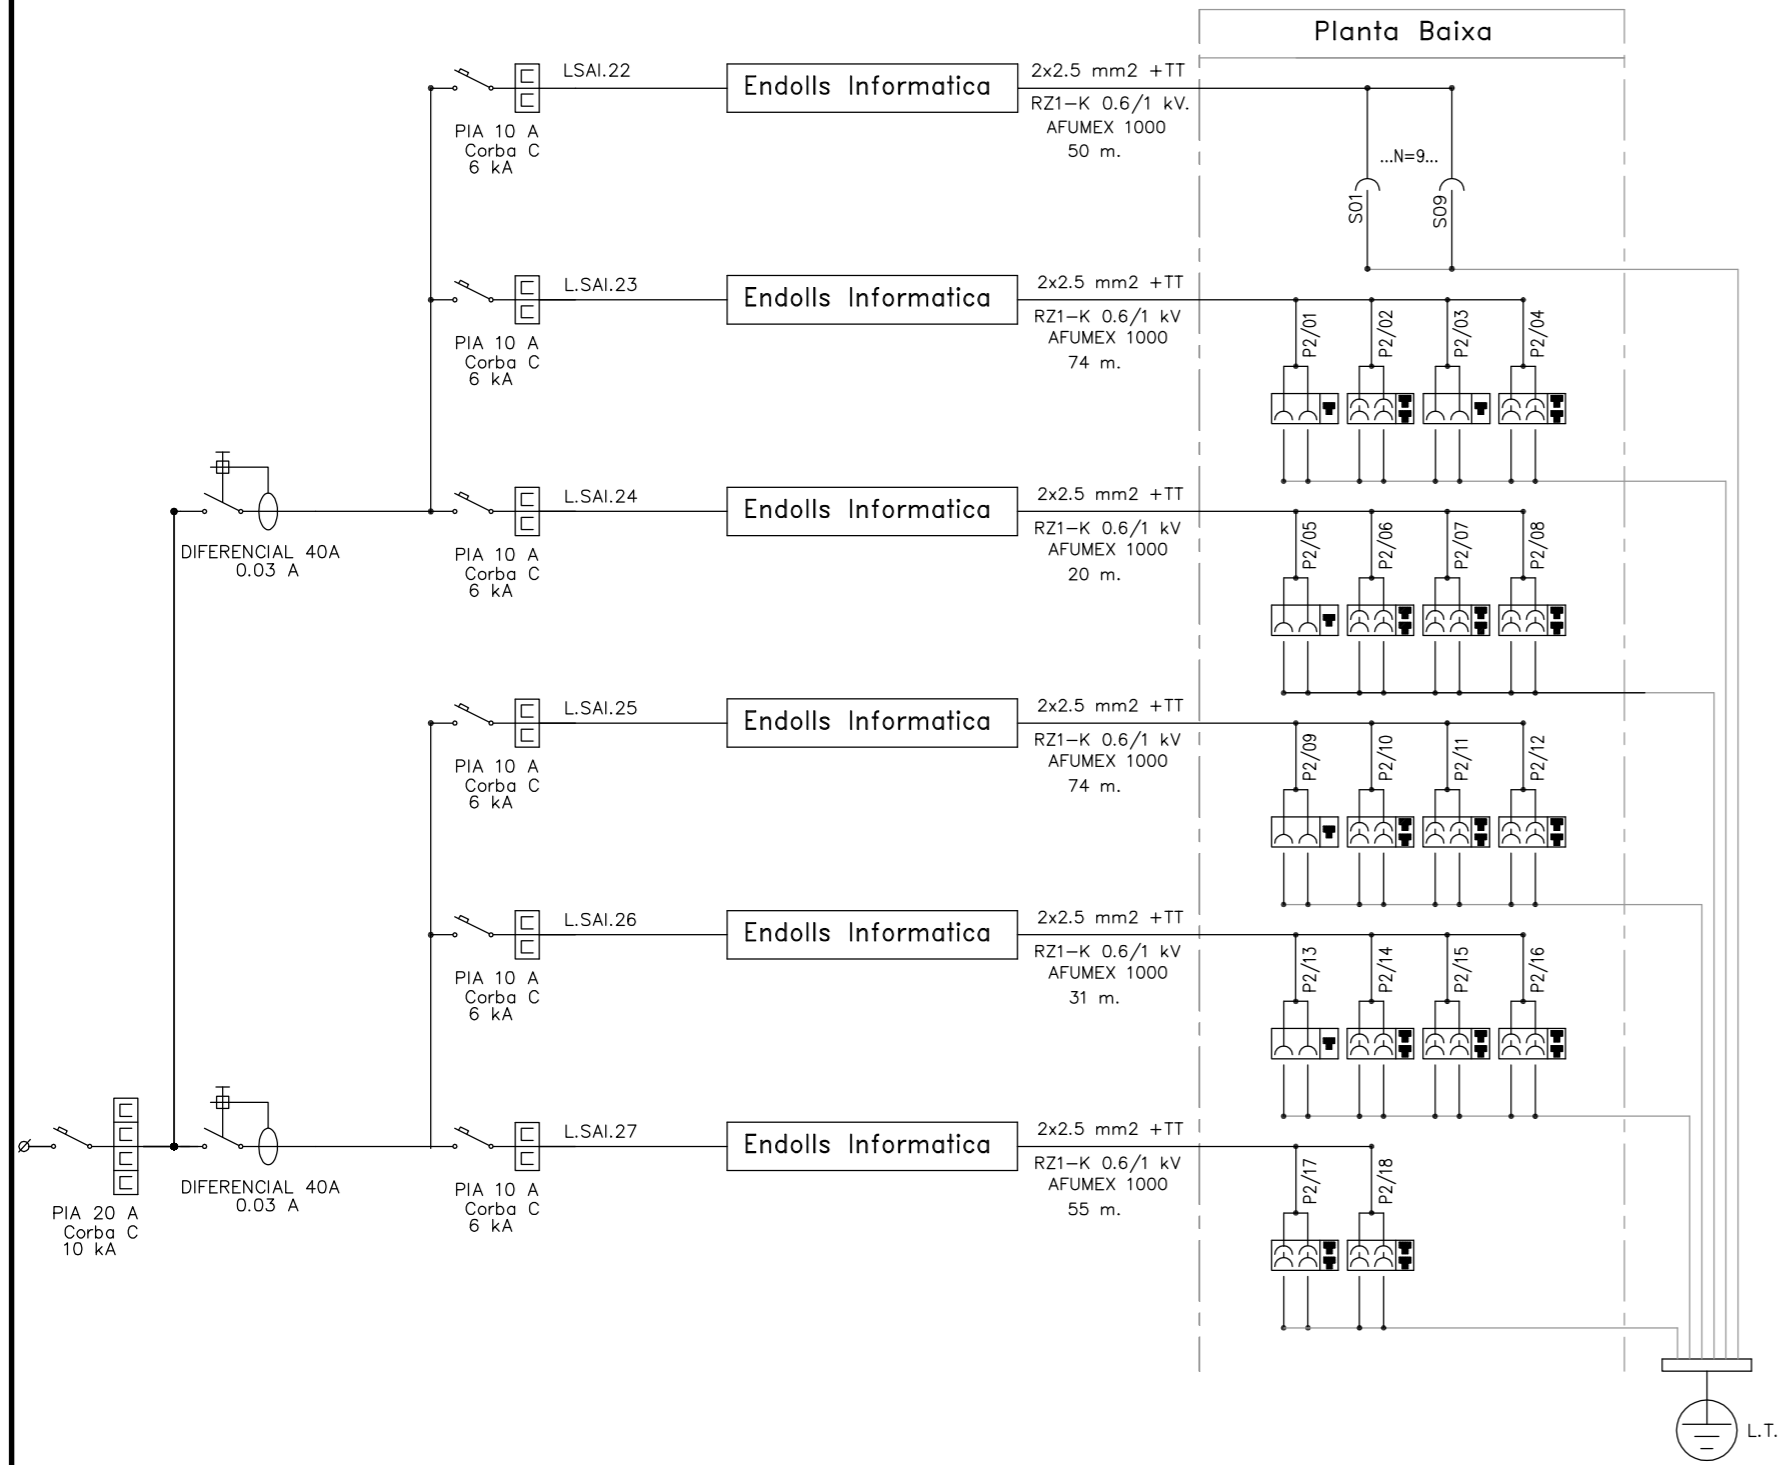 Planta Baixa
LSAI.22
Endolls Informatica
2x2.5 mm2 +TT
RZ1-K 0.6/1 kV.
AFUMEX 1000
50 m.
PIA 10 A
Corba C
6 kA
...N=9...
S01
S09
L.SAI.23
Endolls Informatica
2x2.5 mm2 +TT
RZ1-K 0.6/1 kV
AFUMEX 1000
74 m.
PIA 10 A
Corba C
6 kA
P2/01
P2/02
P2/03
P2/04
DIFERENCIAL 40A
0.03 A
L.SAI.24
Endolls Informatica
2x2.5 mm2 +TT
RZ1-K 0.6/1 kV
AFUMEX 1000
20 m.
PIA 10 A
Corba C
6 kA
P2/05
P2/06
P2/07
P2/08
L.SAI.25
Endolls Informatica
2x2.5 mm2 +TT
RZ1-K 0.6/1 kV
AFUMEX 1000
74 m.
PIA 10 A
Corba C
6 kA
P2/09
P2/10
P2/11
P2/12
L.SAI.26
Endolls Informatica
2x2.5 mm2 +TT
RZ1-K 0.6/1 kV
AFUMEX 1000
31 m.
PIA 10 A
Corba C
6 kA
P2/13
P2/14
P2/15
P2/16
PIA 20 A
Corba C
10 kA
DIFERENCIAL 40A
0.03 A
L.SAI.27
Endolls Informatica
2x2.5 mm2 +TT
RZ1-K 0.6/1 kV
AFUMEX 1000
55 m.
PIA 10 A
Corba C
6 kA
P2/17
P2/18
L.T.